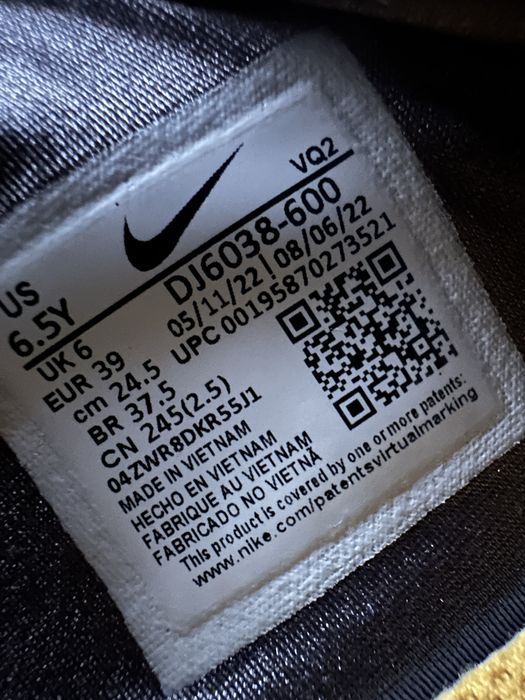 VQ2
US
6.5Y
DJ6038-600
UK 6
05/11/22 | 08/06/22
EUR 39
UPC 00195870273521
cm 24.5
BR 37.5
CN 245(2.5)
04ZWR8DKR55J1
MADE IN VIETNAM
HECHO EN VIETNAM
FABRIQUE AU VIETNAM
FABRICADO NO VIETNÃ
This product is covered by one or more patents:
www.nike.com/patentsvirtualmarking